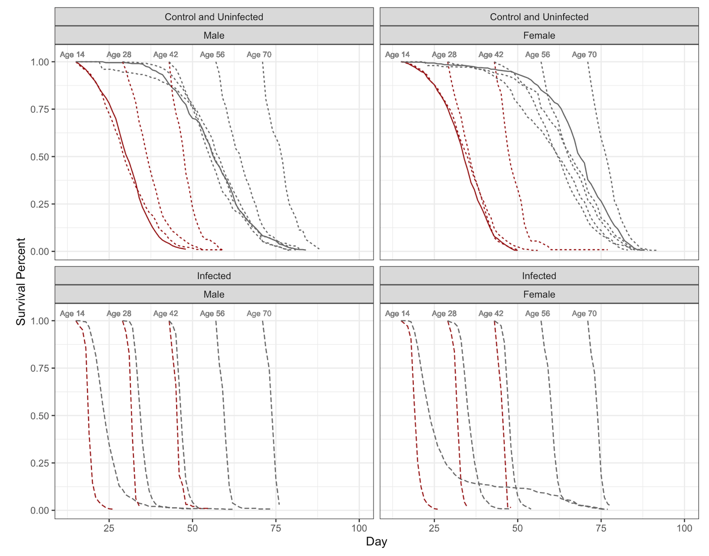 Control and Uninfected
Control and Uninfected
Male
Female
Age 14 Age 28 Age 42 Age 56 Age 70
Age 14 Age 28 Age 42 Age 56 Age 70
1.00
0.75
0.50
0.25
0.00
Survival Percent
Infected
Infected
Male
Female
Age 14 Age 28 Age 42 Age 56 Age 70
Age 14 Age 28 Age 42 Age 56 Age 70
1.00
0.75
0.50
0.25
0.00
25 50 75 100
25 50 75 100
Day